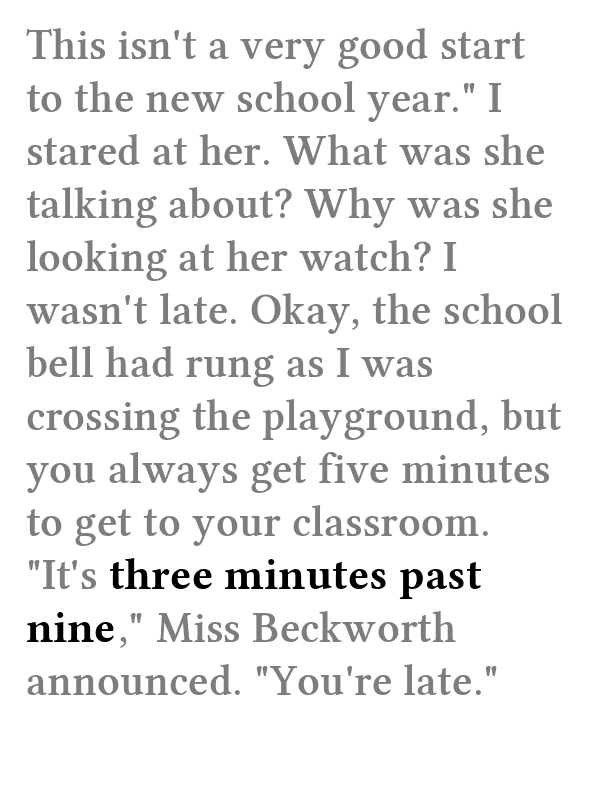 This isn't a very good start
to the new school year." I
stared at her. What was she
talking about? Why was she
looking at her watch? I
wasn't late. Okay, the school
bell had rung as I was
crossing the playground, but
you always get five minutes
to get to your classroom.
"It's three minutes past
nine," Miss Beckworth
announced. "You're late."